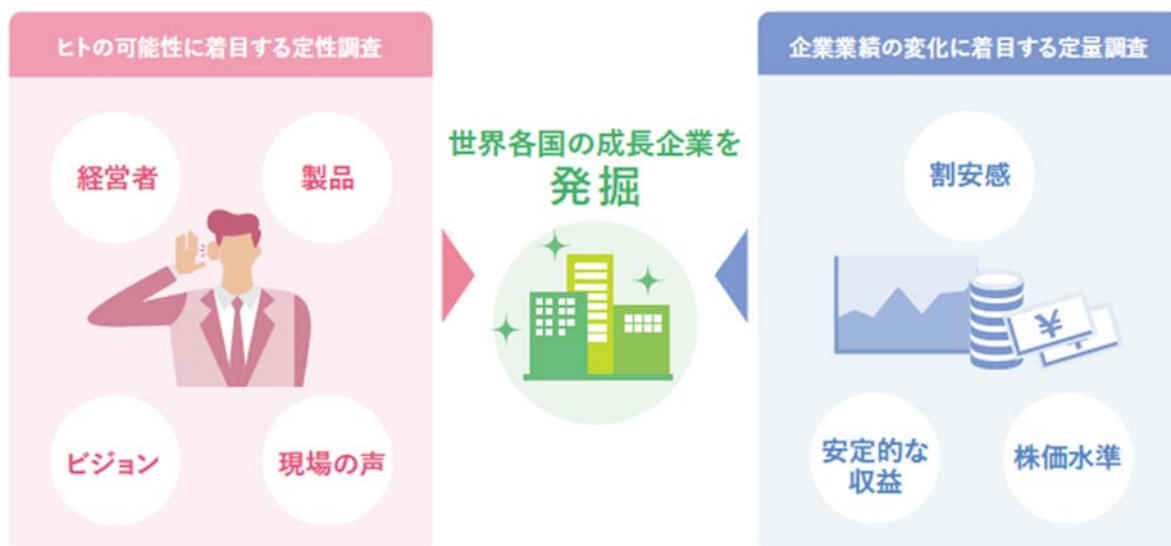 ヒトの可能性に着目する定性調査
経営者
製品
ビジョン
現場の声
世界各国の成長企業を
発掘
企業業績の変化に着目する定量調査
割安感
¥
安定的な
収益
株価水準